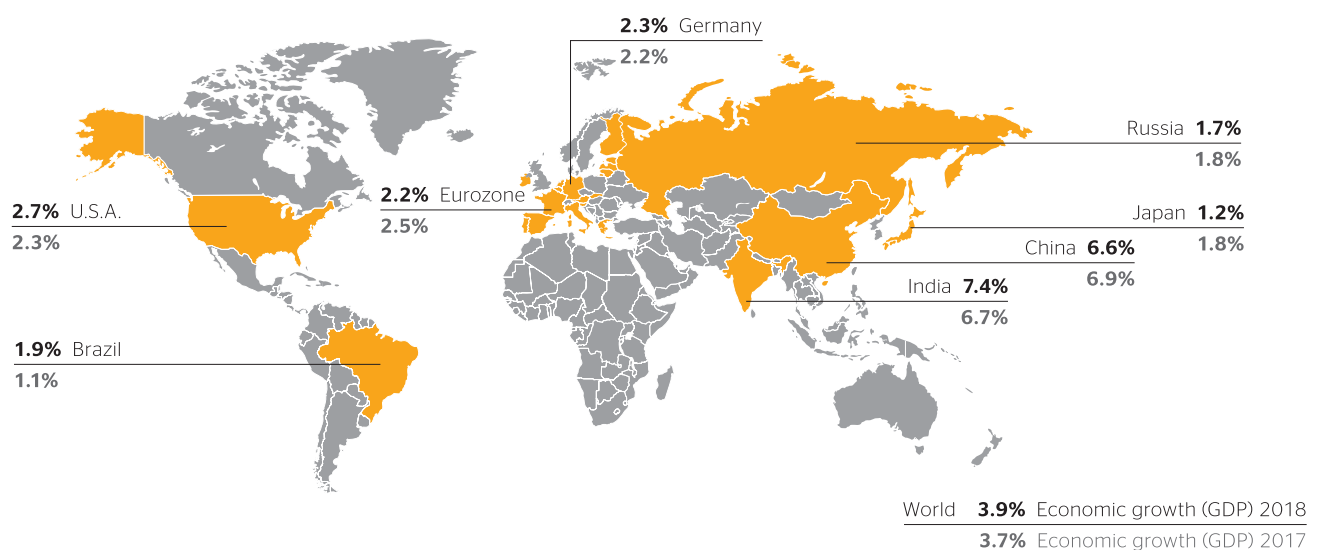 2.3% Germany
2.2%
Russia 1.7%
1.8%
2.2% Eurozone
2.5%
2.7% U.S.A.
2.3%
Japan 1.2%
1.8%
China 6.6%
6.9%
India 7.4%
6.7%
1.9% Brazil
1.1%
World 3.9% Economic growth (GDP) 2018
3.7% Economic growth (GDP) 2017